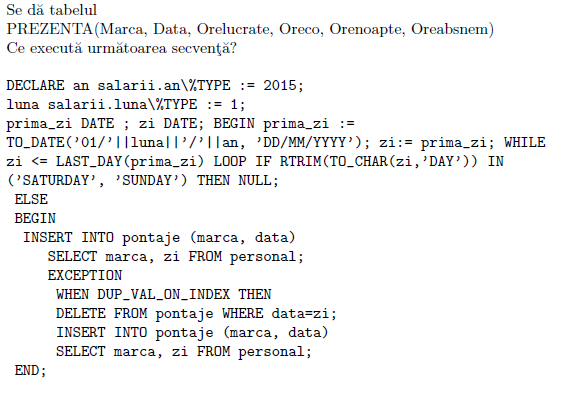 Se dă tabelul
PREZENTA(Marca, Data, Orelucrate, Oreco, Orenoapte, Oreabsnem)
Ce execută următoarea secvenţă?
DECLARE an salarii.an\%TYPE := 2015;
luna salarii.luna\%TYPE := 1;
prima_zi DATE ; zi DATE; BEGIN prima_zi :=
TO_DATE('01/'||luna||'/'||an, 'DD/MM/YYYY'); zi:= prima_zi; WHILE
zi <= LAST_DAY(prima_zi) LOOP IF RTRIM(TO_CHAR(zi,'DAY')) IN
('SATURDAY', 'SUNDAY') THEN NULL;
ELSE
BEGIN
INSERT INTO pontaje (marca, data)
SELECT marca, zi FROM personal;
EXCEPTION
WHEN DUP_VAL_ON_INDEX THEN
DELETE FROM pontaje WHERE data=zi;
INSERT INTO pontaje (marca, data)
SELECT marca, zi FROM personal;
END;